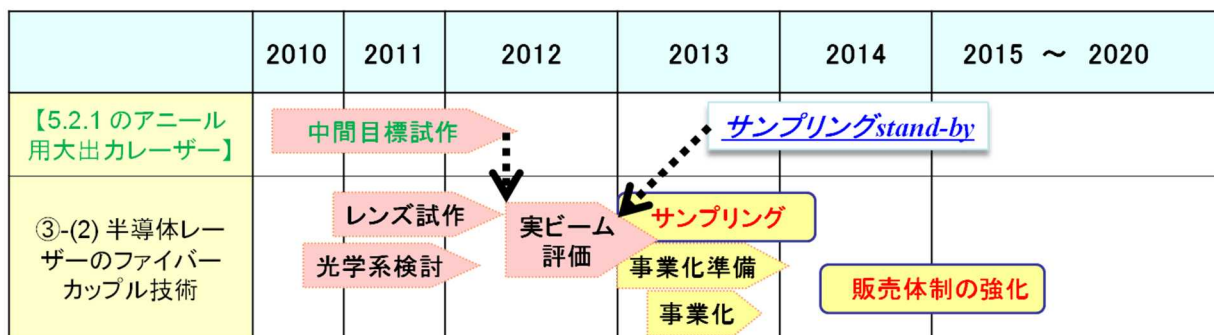 2010 2011 2012 2013 2014 2015 ～ 2020
【5.2.1 のアニール
用大出力レーザー】
中間目標試作
サンプリングstand-by
③-(2) 半導体レー
ザーのファイバー
カップル技術
レンズ試作
光学系検討
実ビーム
評価
サンプリング
事業化準備
事業化
販売体制の強化